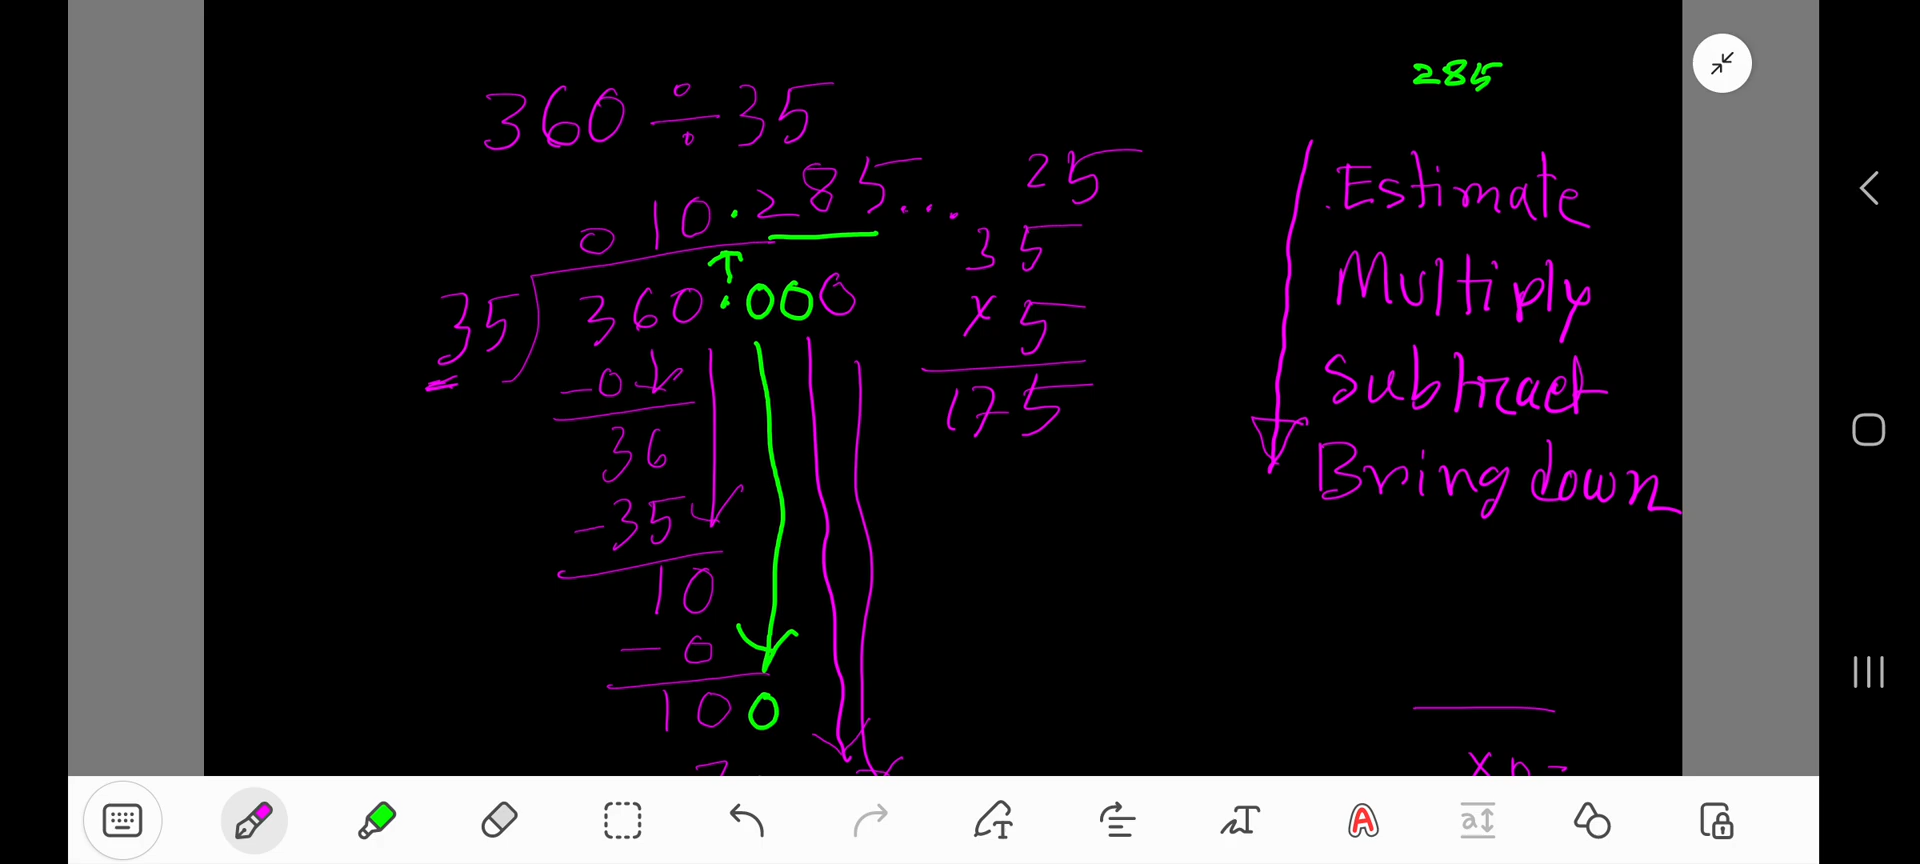 285
360 ÷ 35
010.285...
35 360.000
-0
36
-35
10
-0
100
25
35
x 5
175
Estimate
Multiply
Subtract
Bring down